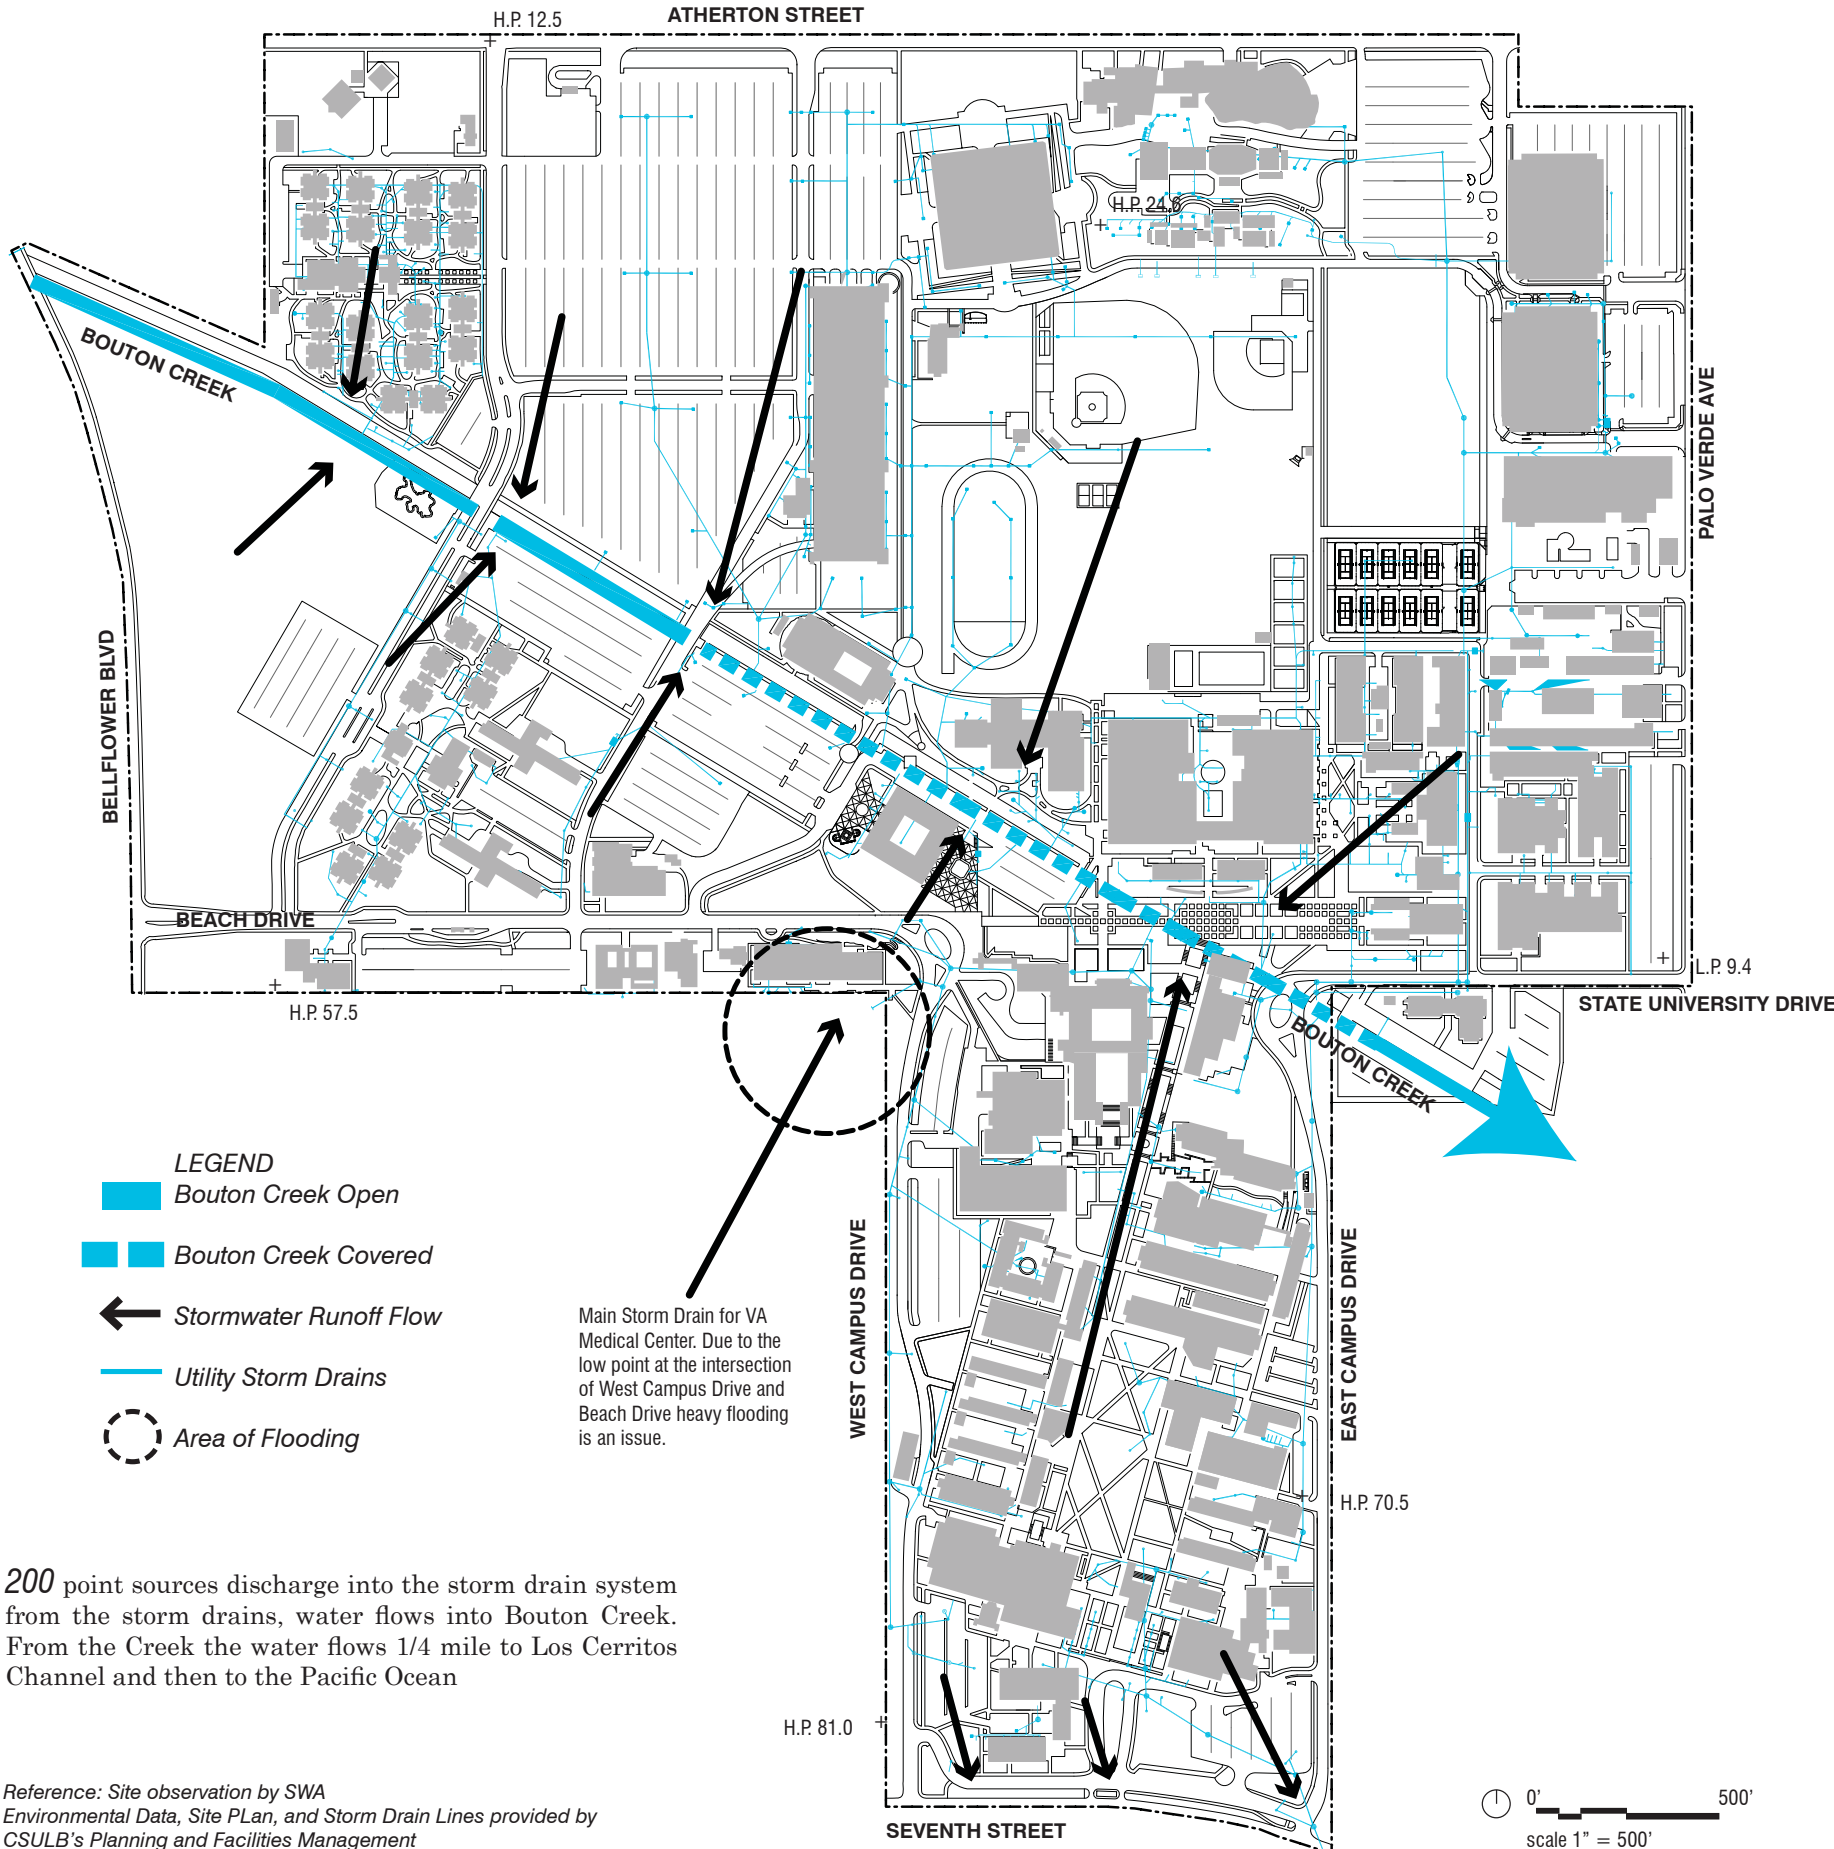 H.P. 12.5
ATHERTON STREET
H.P. 24.6
BOUTON CREEK
PALO VERDE AVE
BELLFLOWER BLVD
BEACH DRIVE
H.P. 57.5
L.P. 9.4
STATE UNIVERSITY DRIVE
BOUTON CREEK
LEGEND
Bouton Creek Open
Bouton Creek Covered
Stormwater Runoff Flow
Utility Storm Drains
Area of Flooding
Main Storm Drain for VA
Medical Center. Due to the
low point at the intersection
of West Campus Drive and
Beach Drive heavy flooding
is an issue.
WEST CAMPUS DRIVE
EAST CAMPUS DRIVE
H.P. 70.5
200 point sources discharge into the storm drain system
from the storm drains, water flows into Bouton Creek.
From the Creek the water flows 1/4 mile to Los Cerritos
Channel and then to the Pacific Ocean
H.P. 81.0
Reference: Site observation by SWA
Environmental Data, Site PLan, and Storm Drain Lines provided by
CSULB's Planning and Facilities Management
SEVENTH STREET
0' 500'
scale 1" = 500'